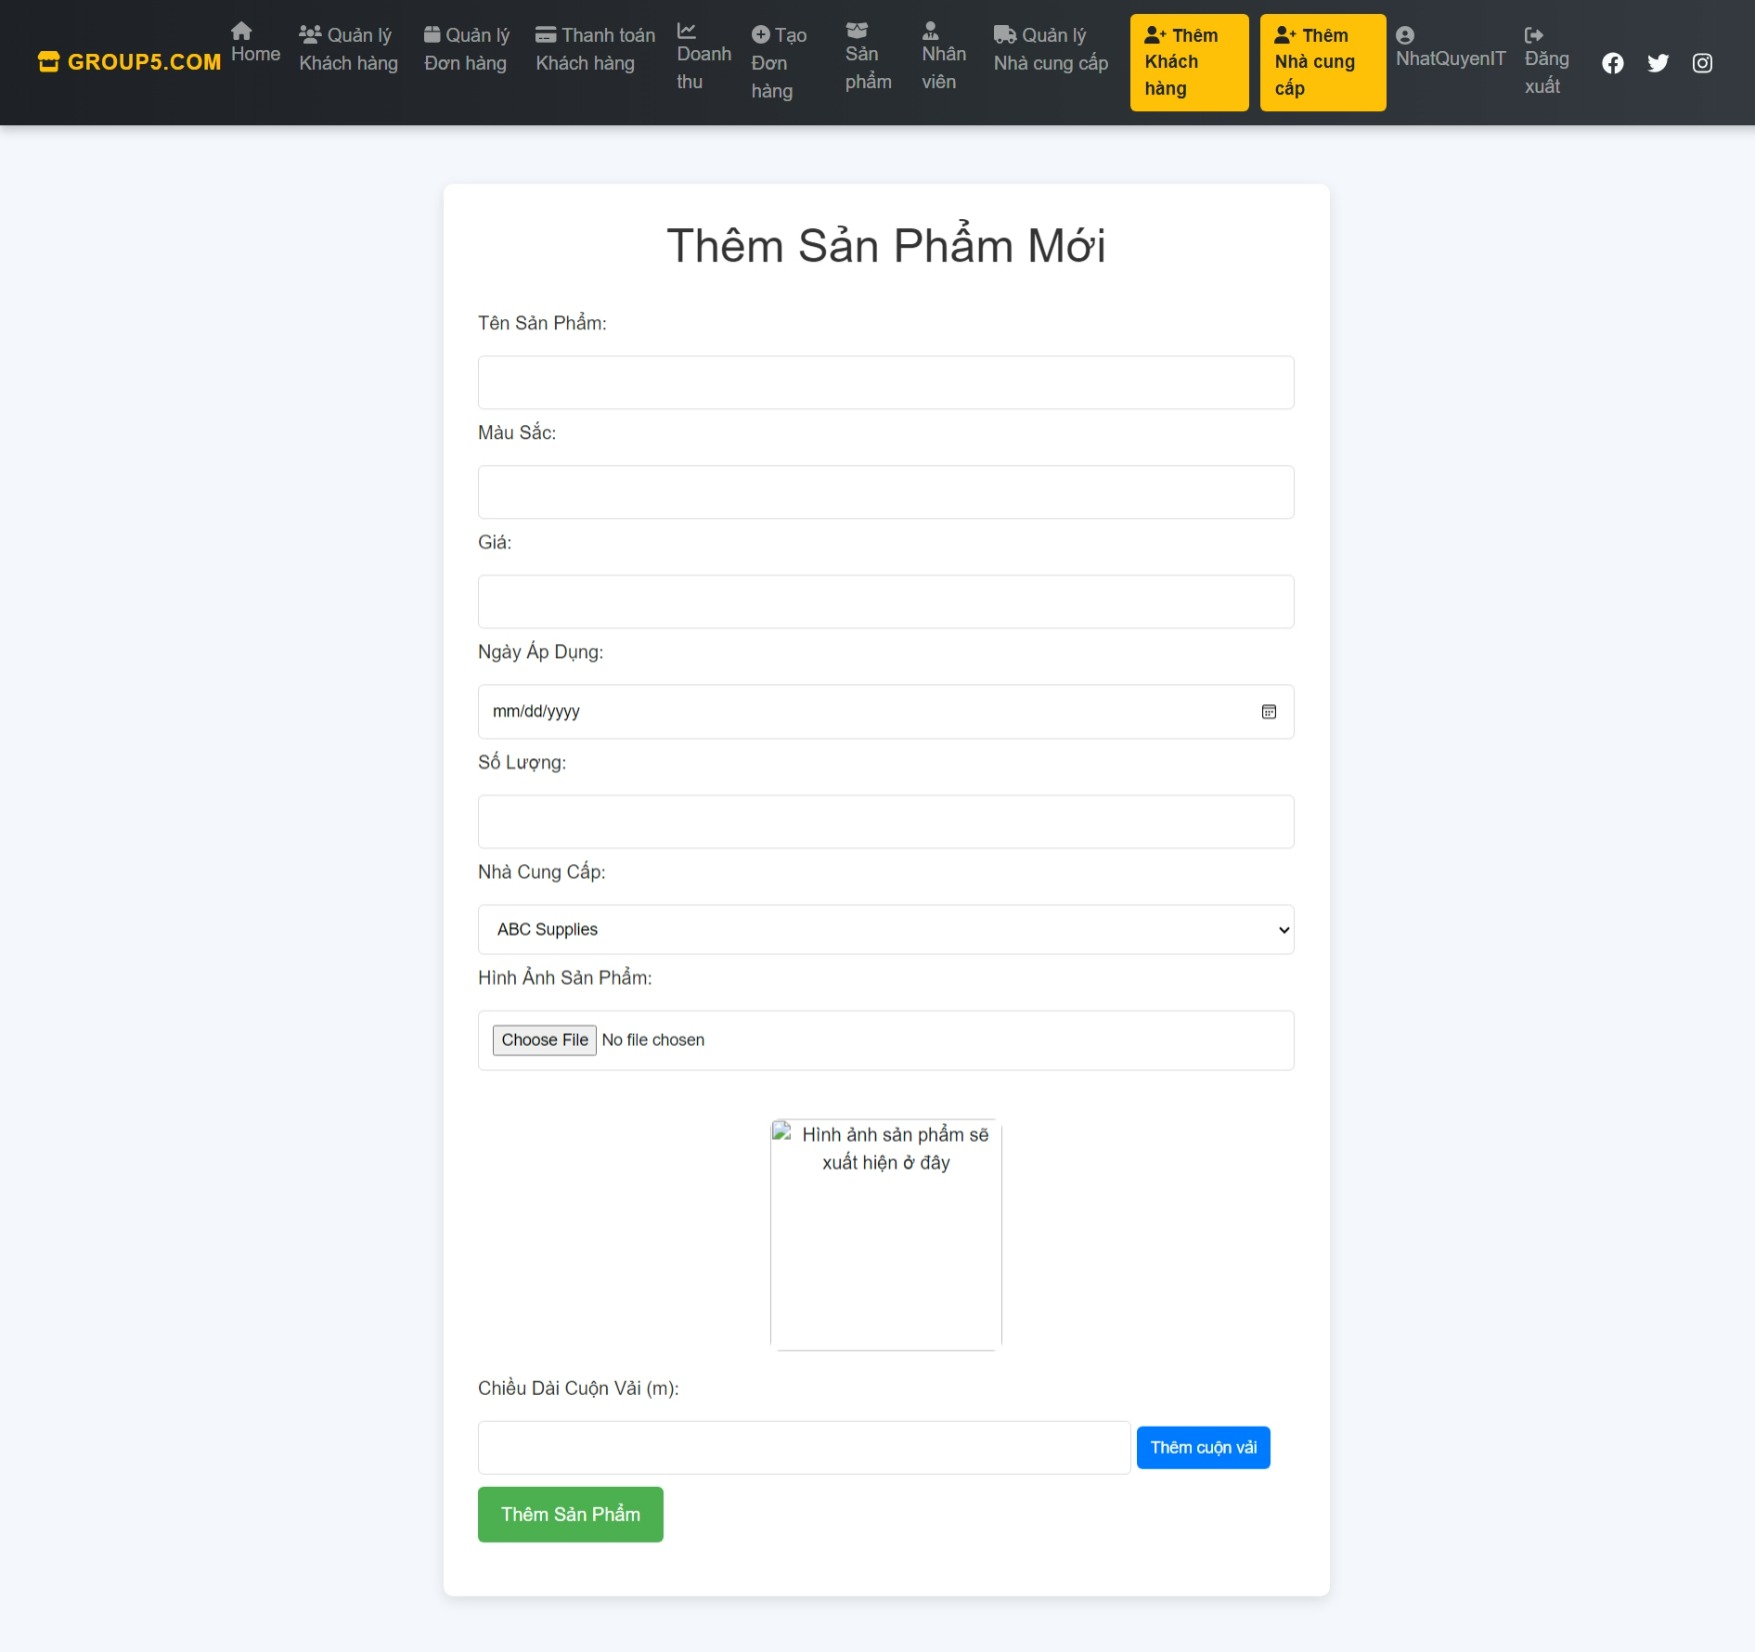 GROUP5.COM
Home
Quản lý
Khách hàng
Quản lý
Đơn hàng
Thanh toán
Khách hàng
Doanh
thu
Tạo
Đơn
hàng
Sản
phẩm
Nhân
viên
Quản lý
Nhà cung cấp
Thêm
Khách
hàng
Thêm
Nhà cung
cấp
NhatQuyenIT
Đăng
xuất
Thêm Sản Phẩm Mới
Tên Sản Phẩm:
Màu Sắc:
Giá:
Ngày Áp Dụng:
mm/dd/yyyy
Số Lượng:
Nhà Cung Cấp:
ABC Supplies
Hình Ảnh Sản Phẩm:
Choose File No file chosen
Hình ảnh sản phẩm sẽ
xuất hiện ở đây
Chiều Dài Cuộn Vải (m):
Thêm cuộn vải
Thêm Sản Phẩm